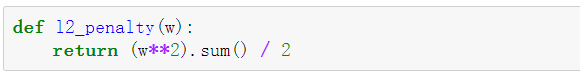 def l2_penalty(w):
    return (w**2).sum() / 2